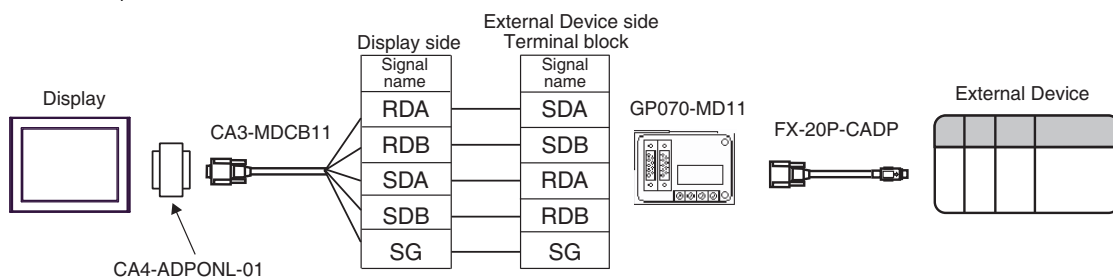 External Device side
Display side
Terminal block
Signal
name
Signal
name
Display
External Device
RDA
SDA
GP070-MD11
CA3-MDCB11
FX-20P-CADP
RDB
SDB
SDA
RDA
SDB
RDB
SG
SG
CA4-ADPONL-01